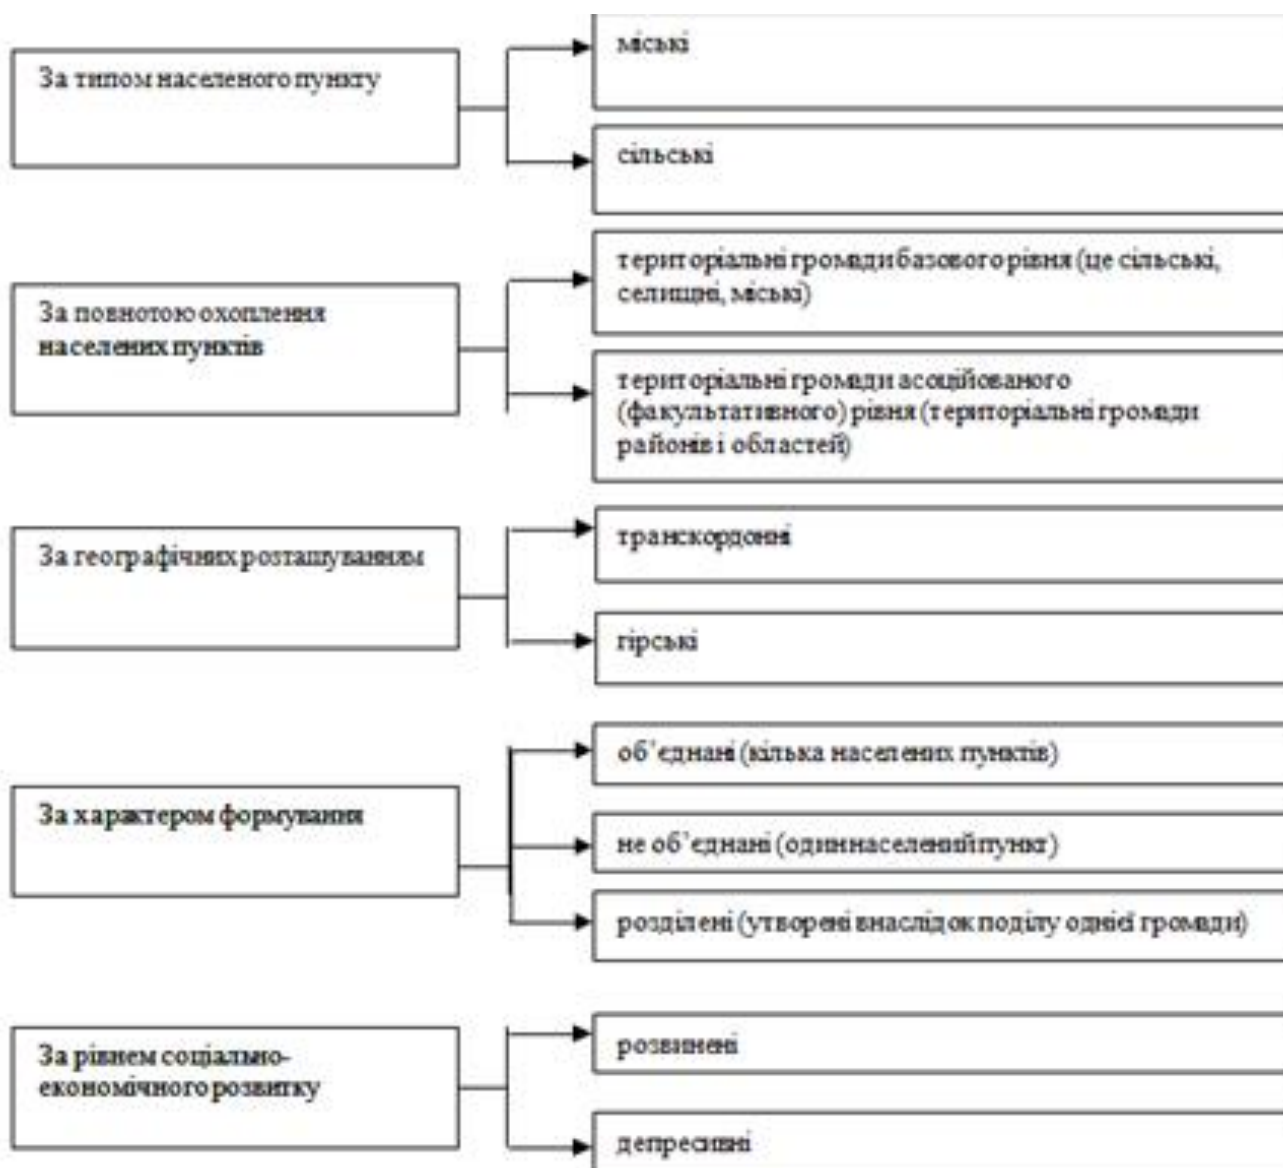 За типом населеного пункту
міські
сільські
За повнотою охоплення
населених пунктів
територіальні громади базового рівня (це сільські,
селищні, міські)
територіальні громади асоційованого
(факультативного) рівня (територіальні громади
районів і областей)
За географічних розташуванням
транскордонні
гірські
За характером формування
об’єднані (кілька населених пунктів)
не об’єднані (один населений пункт)
розділені (утворені внаслідок поділу однієї громади)
За рівнем соціально-
економічного розвитку
розвинені
депресивні